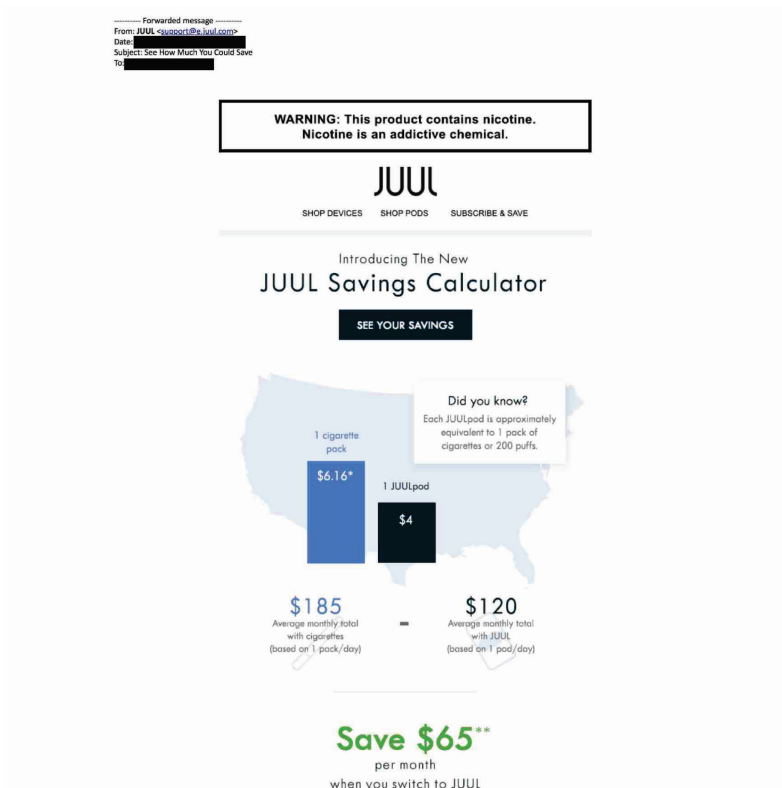 ---------- Forwarded message ----------
From: JUUL <support@e.juul.com>
Date:
Subject: See How Much You Could Save
To:
WARNING: This product contains nicotine.
Nicotine is an addictive chemical.
JUUL
SHOP DEVICES SHOP PODS SUBSCRIBE & SAVE
Introducing The New
JUUL Savings Calculator
SEE YOUR SAVINGS
Did you know?
Each JUULpod is approximately
equivalent to 1 pack of
cigarettes or 200 puffs.
1 cigarette
pack
$6.16*
1 JUULpod
$4
$185
Average monthly total
with cigarettes
(based on 1 pack/day)
-
$120
Average monthly total
with JUUL
(based on 1 pod/day)
Save $65**
per month
when you switch to JUUL